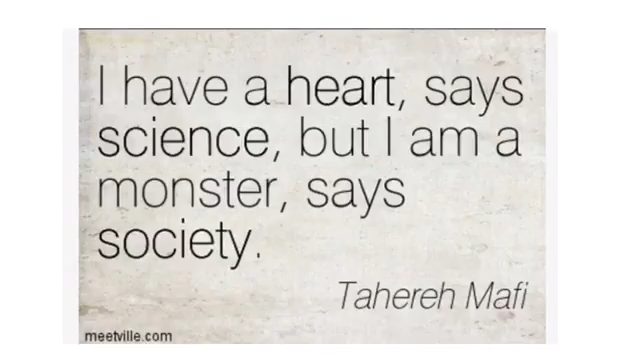 I have a heart, says
science, but I am a
monster, says
society.
Tahereh Mafi
meetville.com